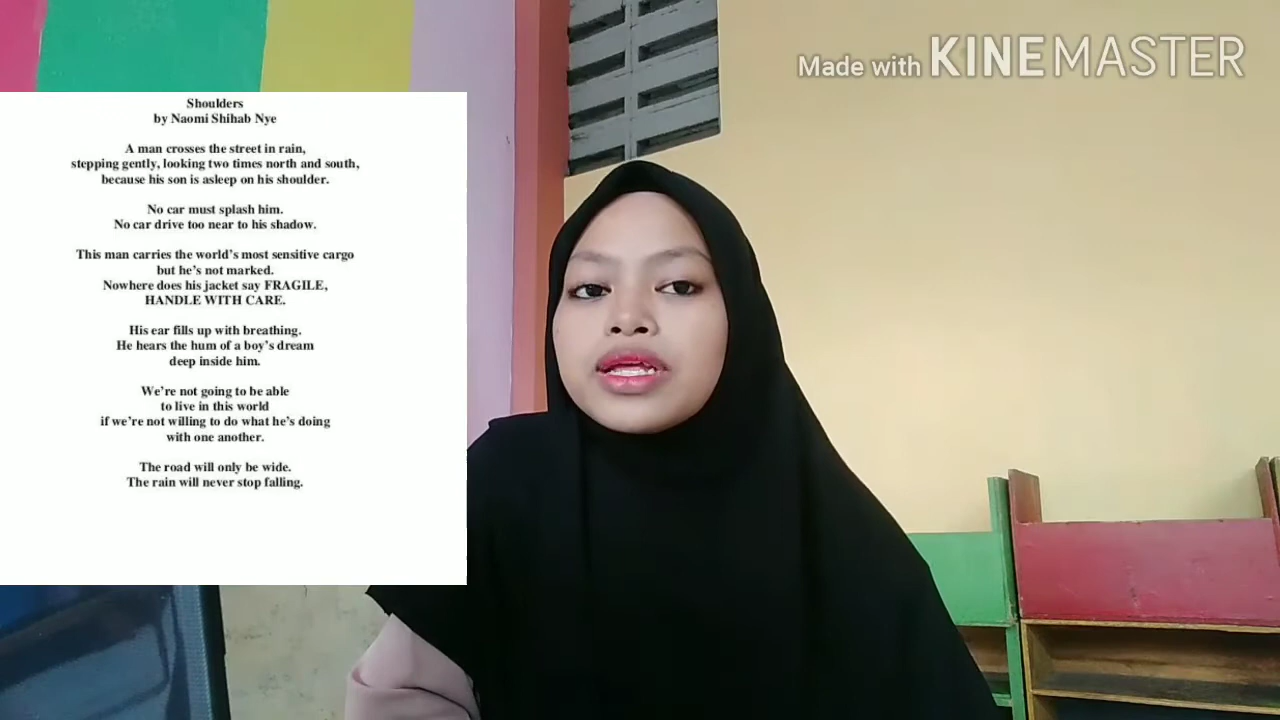 Made with KINEMASTER
Shoulders
by Naomi Shihab Nye
A man crosses the street in rain,
stepping gently, looking two times north and south,
because his son is asleep on his shoulder.
No car must splash him.
No car drive too near to his shadow.
This man carries the world's most sensitive cargo
but he's not marked.
Nowhere does his jacket say FRAGILE,
HANDLE WITH CARE.
His ear fills up with breathing.
He hears the hum of a boy's dream
deep inside him.
We're not going to be able
to live in this world
if we're not willing to do what he's doing
with one another.
The road will only be wide.
The rain will never stop falling.